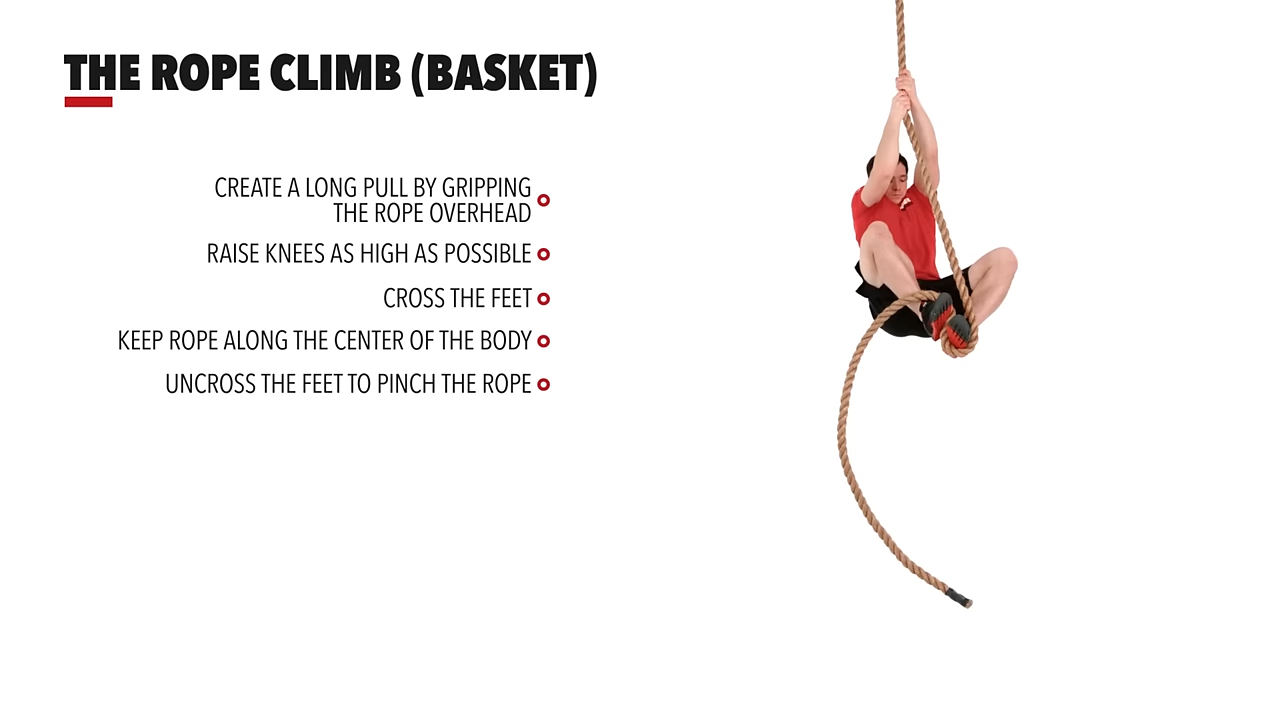 THE ROPE CLIMB (BASKET)
CREATE A LONG PULL BY GRIPPING
THE ROPE OVERHEAD
RAISE KNEES AS HIGH AS POSSIBLE
CROSS THE FEET
KEEP ROPE ALONG THE CENTER OF THE BODY
UNCROSS THE FEET TO PINCH THE ROPE